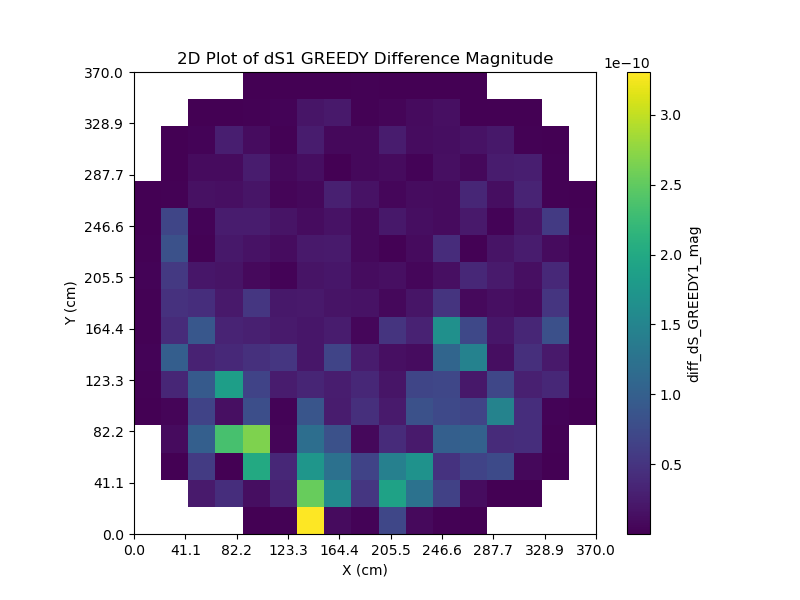 2D Plot of dS1 GREEDY Difference Magnitude
1e−10
370.0
328.9
287.7
246.6
205.5
164.4
123.3
82.2
41.1
0.0
Y (cm)
0.0 41.1 82.2 123.3 164.4 205.5 246.6 287.7 328.9 370.0
X (cm)
3.0
2.5
2.0
1.5
1.0
0.5
diff_dS_GREEDY1_mag